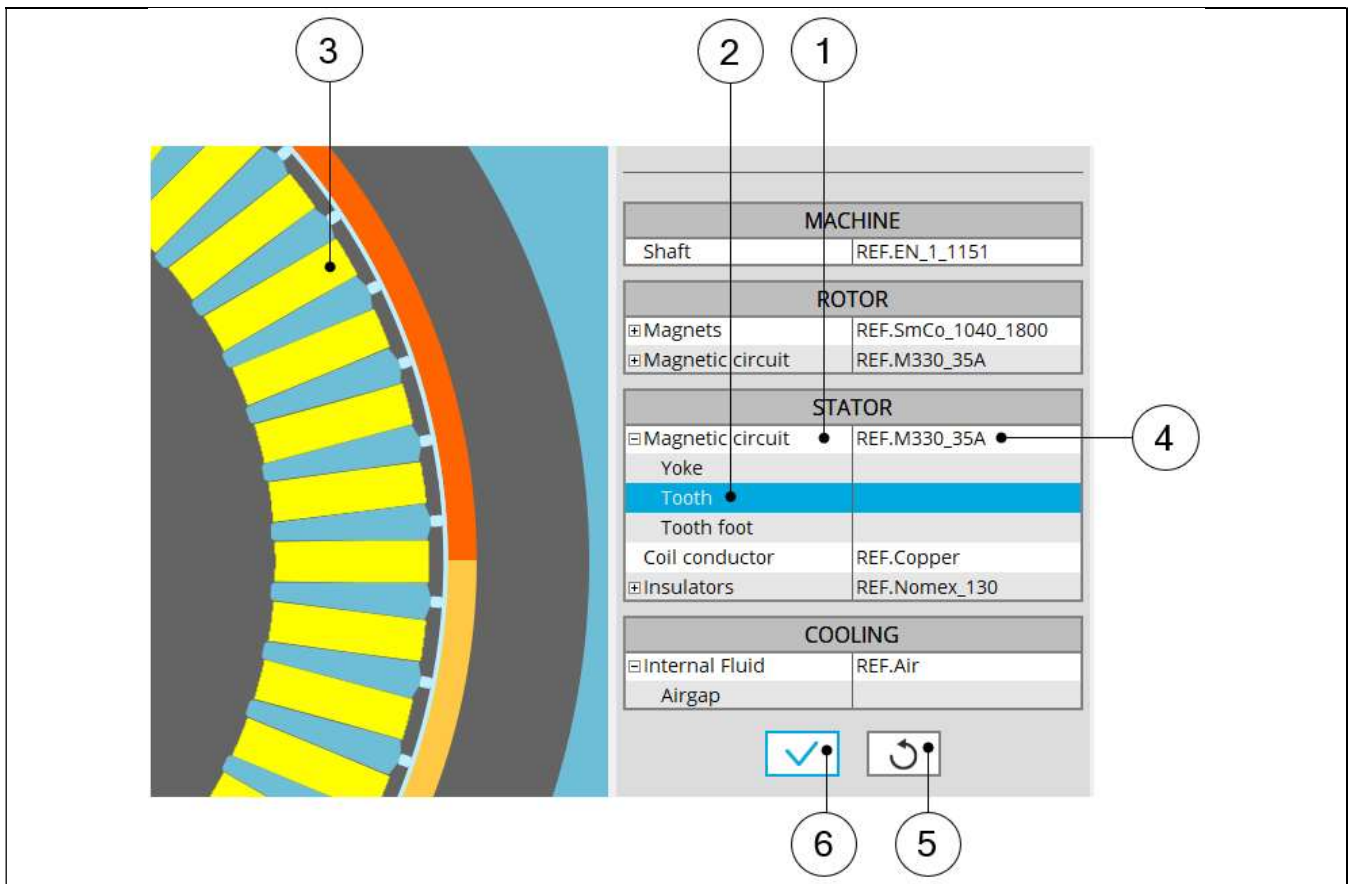 3 2 1
MACHINE
Shaft REF.EN_1_1151
ROTOR
Magnets REF.SmCo_1040_1800
Magnetic circuit REF.M330_35A
STATOR
Magnetic circuit REF.M330_35A 4
Yoke
Tooth
Tooth foot
Coil conductor REF.Copper
Insulators REF.Nomex_130
COOLING
Internal Fluid REF.Air
Airgap
6 5